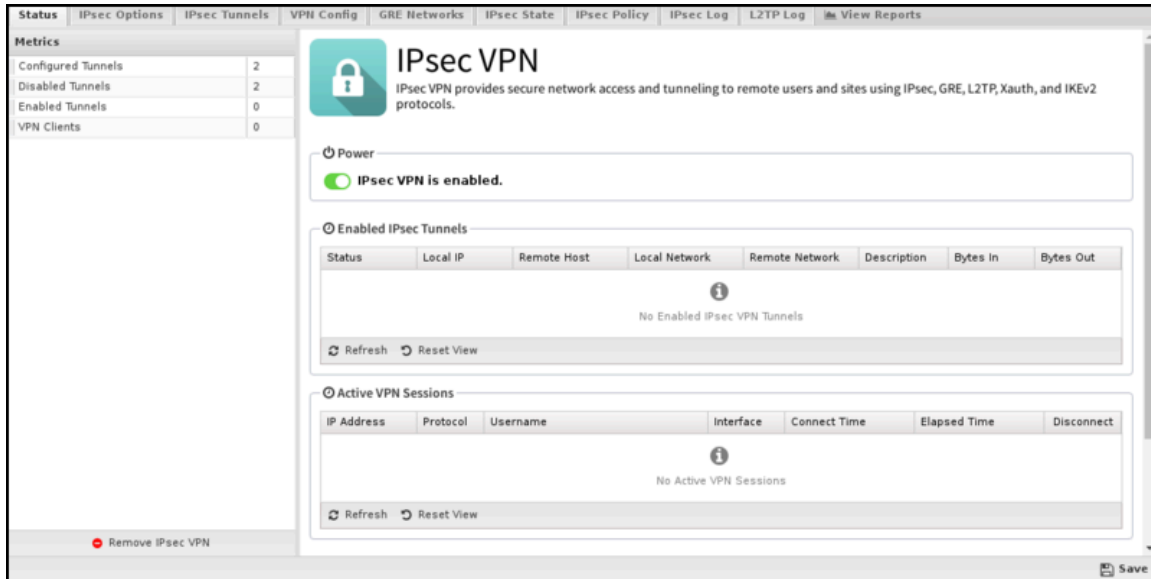 Status IPsec Options IPsec Tunnels VPN Config GRE Networks IPsec State IPsec Policy IPsec Log L2TP Log View Reports
Metrics
Configured Tunnels 2
Disabled Tunnels 2
Enabled Tunnels 0
VPN Clients 0
Remove IPsec VPN
IPsec VPN
IPsec VPN provides secure network access and tunneling to remote users and sites using IPsec, GRE, L2TP, Xauth, and IKEv2
protocols.
Power
IPsec VPN is enabled.
Enabled IPsec Tunnels
Status Local IP Remote Host Local Network Remote Network Description Bytes In Bytes Out
No Enabled IPsec VPN Tunnels
Refresh Reset View
Active VPN Sessions
IP Address Protocol Username Interface Connect Time Elapsed Time Disconnect
No Active VPN Sessions
Refresh Reset View
Save